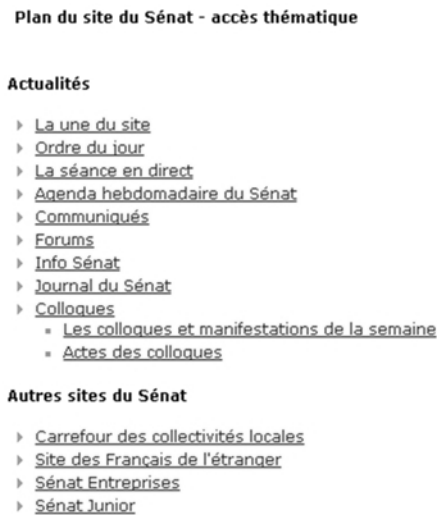 Plan du site du Sénat - accès thématique
Actualités
La une du site
Ordre du jour
La séance en direct
Agenda hebdomadaire du Sénat
Communiqués
Forums
Info Sénat
Journal du Sénat
Colloques
Les colloques et manifestations de la semaine
Actes des colloques
Autres sites du Sénat
Carrefour des collectivités locales
Site des Français de l'étranger
Sénat Entreprises
Sénat Junior